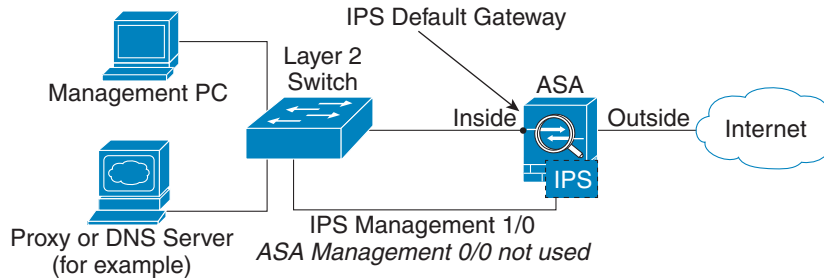 IPS Default Gateway
Layer 2
Switch
ASA
Management PC
Inside
Outside
Internet
IPS
Proxy or DNS Server
(for example)
IPS Management 1/0
ASA Management 0/0 not used